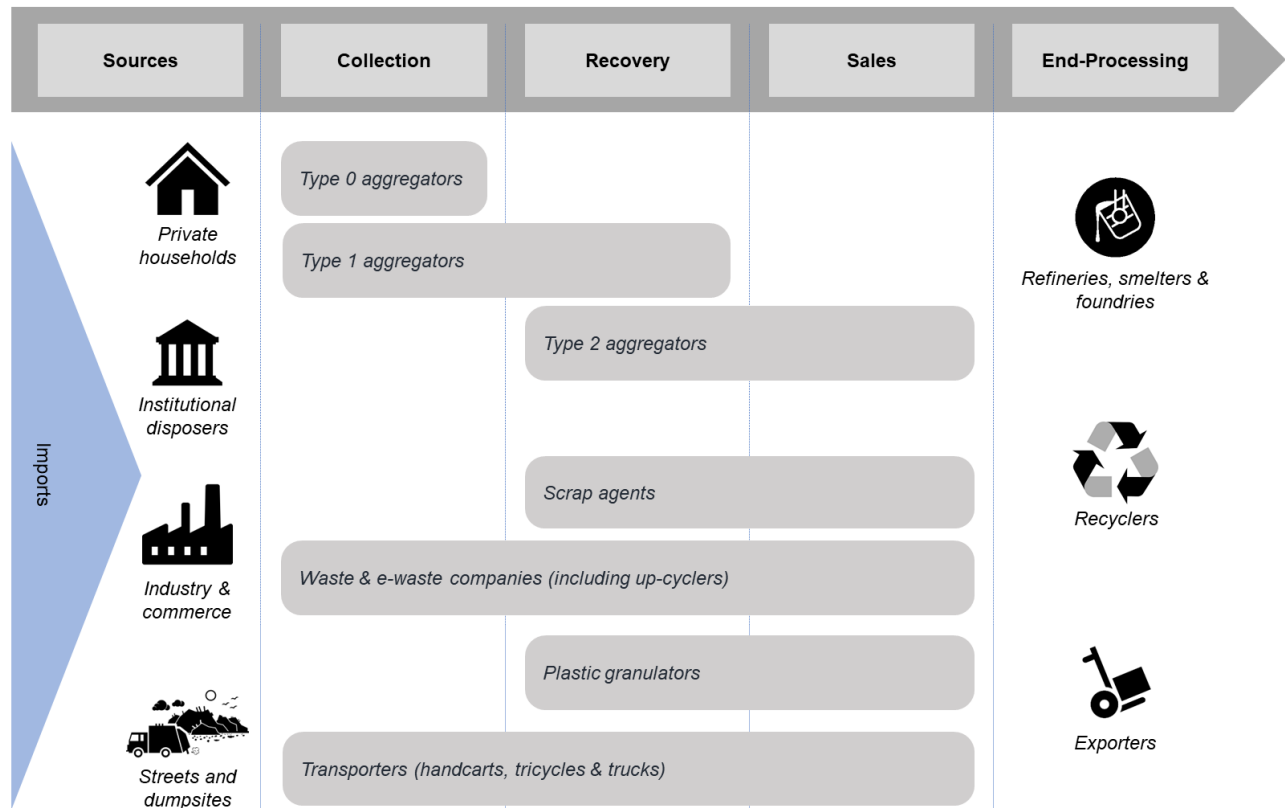 Sources
Collection
Recovery
Sales
End-Processing
Imports
Private
households
Institutional
disposers
Industry &
commerce
Streets and
dumpsites
Type 0 aggregators
Type 1 aggregators
Type 2 aggregators
Scrap agents
Waste & e-waste companies (including up-cyclers)
Plastic granulators
Transporters (handcarts, tricycles & trucks)
Refineries, smelters &
foundries
Recyclers
Exporters